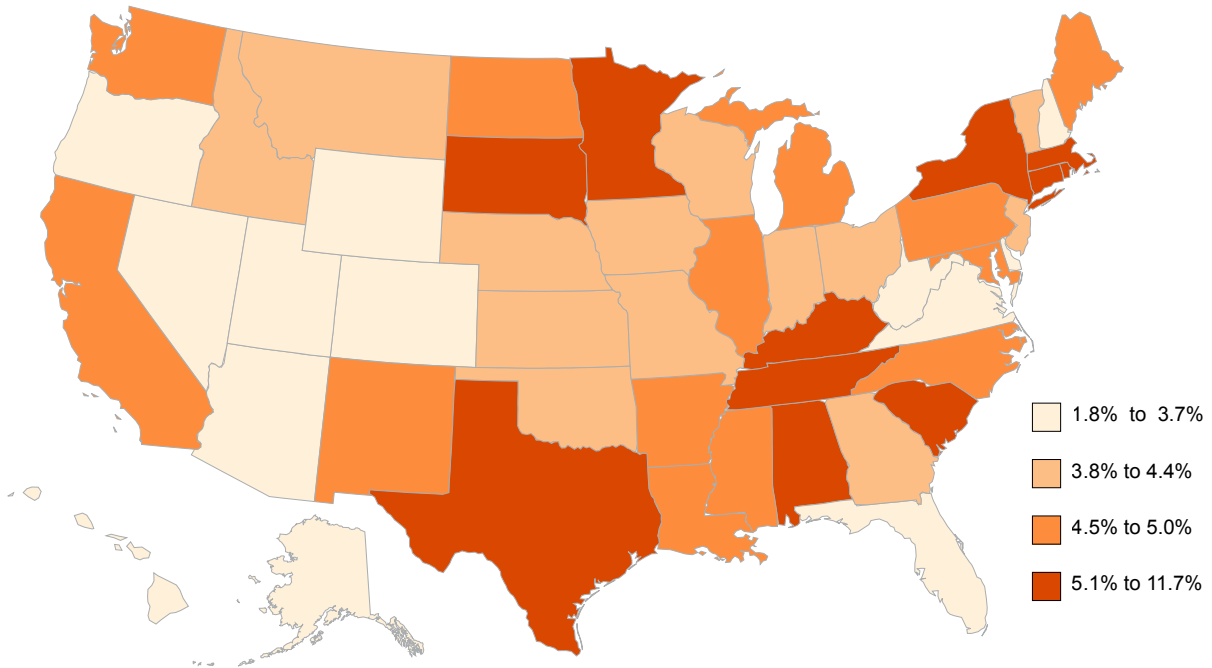 1.8%  to  3.7%
3.8% to 4.4%
4.5% to 5.0%
5.1% to 11.7%